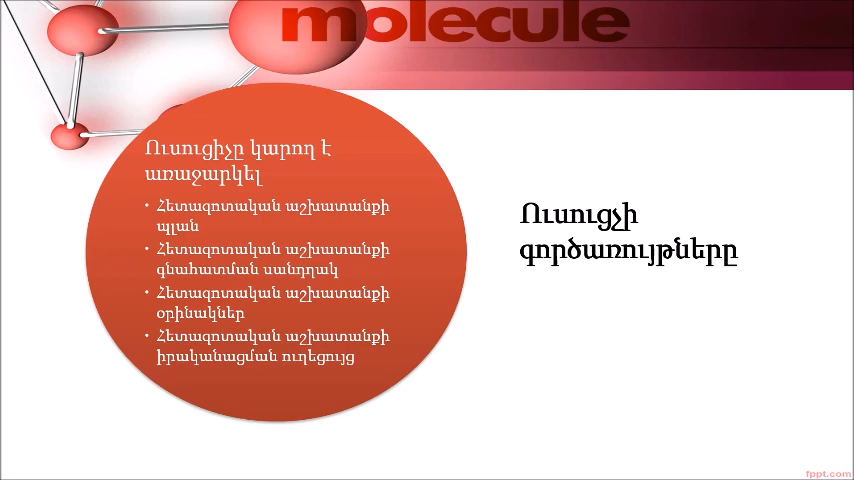 molecule
Ուսուցիչը կարող է
առաջարկել
• Հետազոտական աշխատանքի
պլան
• Հետազոտական աշխատանքի
գնահատման սանդղակ
• Հետազոտական աշխատանքի
օրինակներ
• Հետազոտական աշխատանքի
իրականացման ուղեցույց
Ուսուցչի
գործառույթները
fppt.com